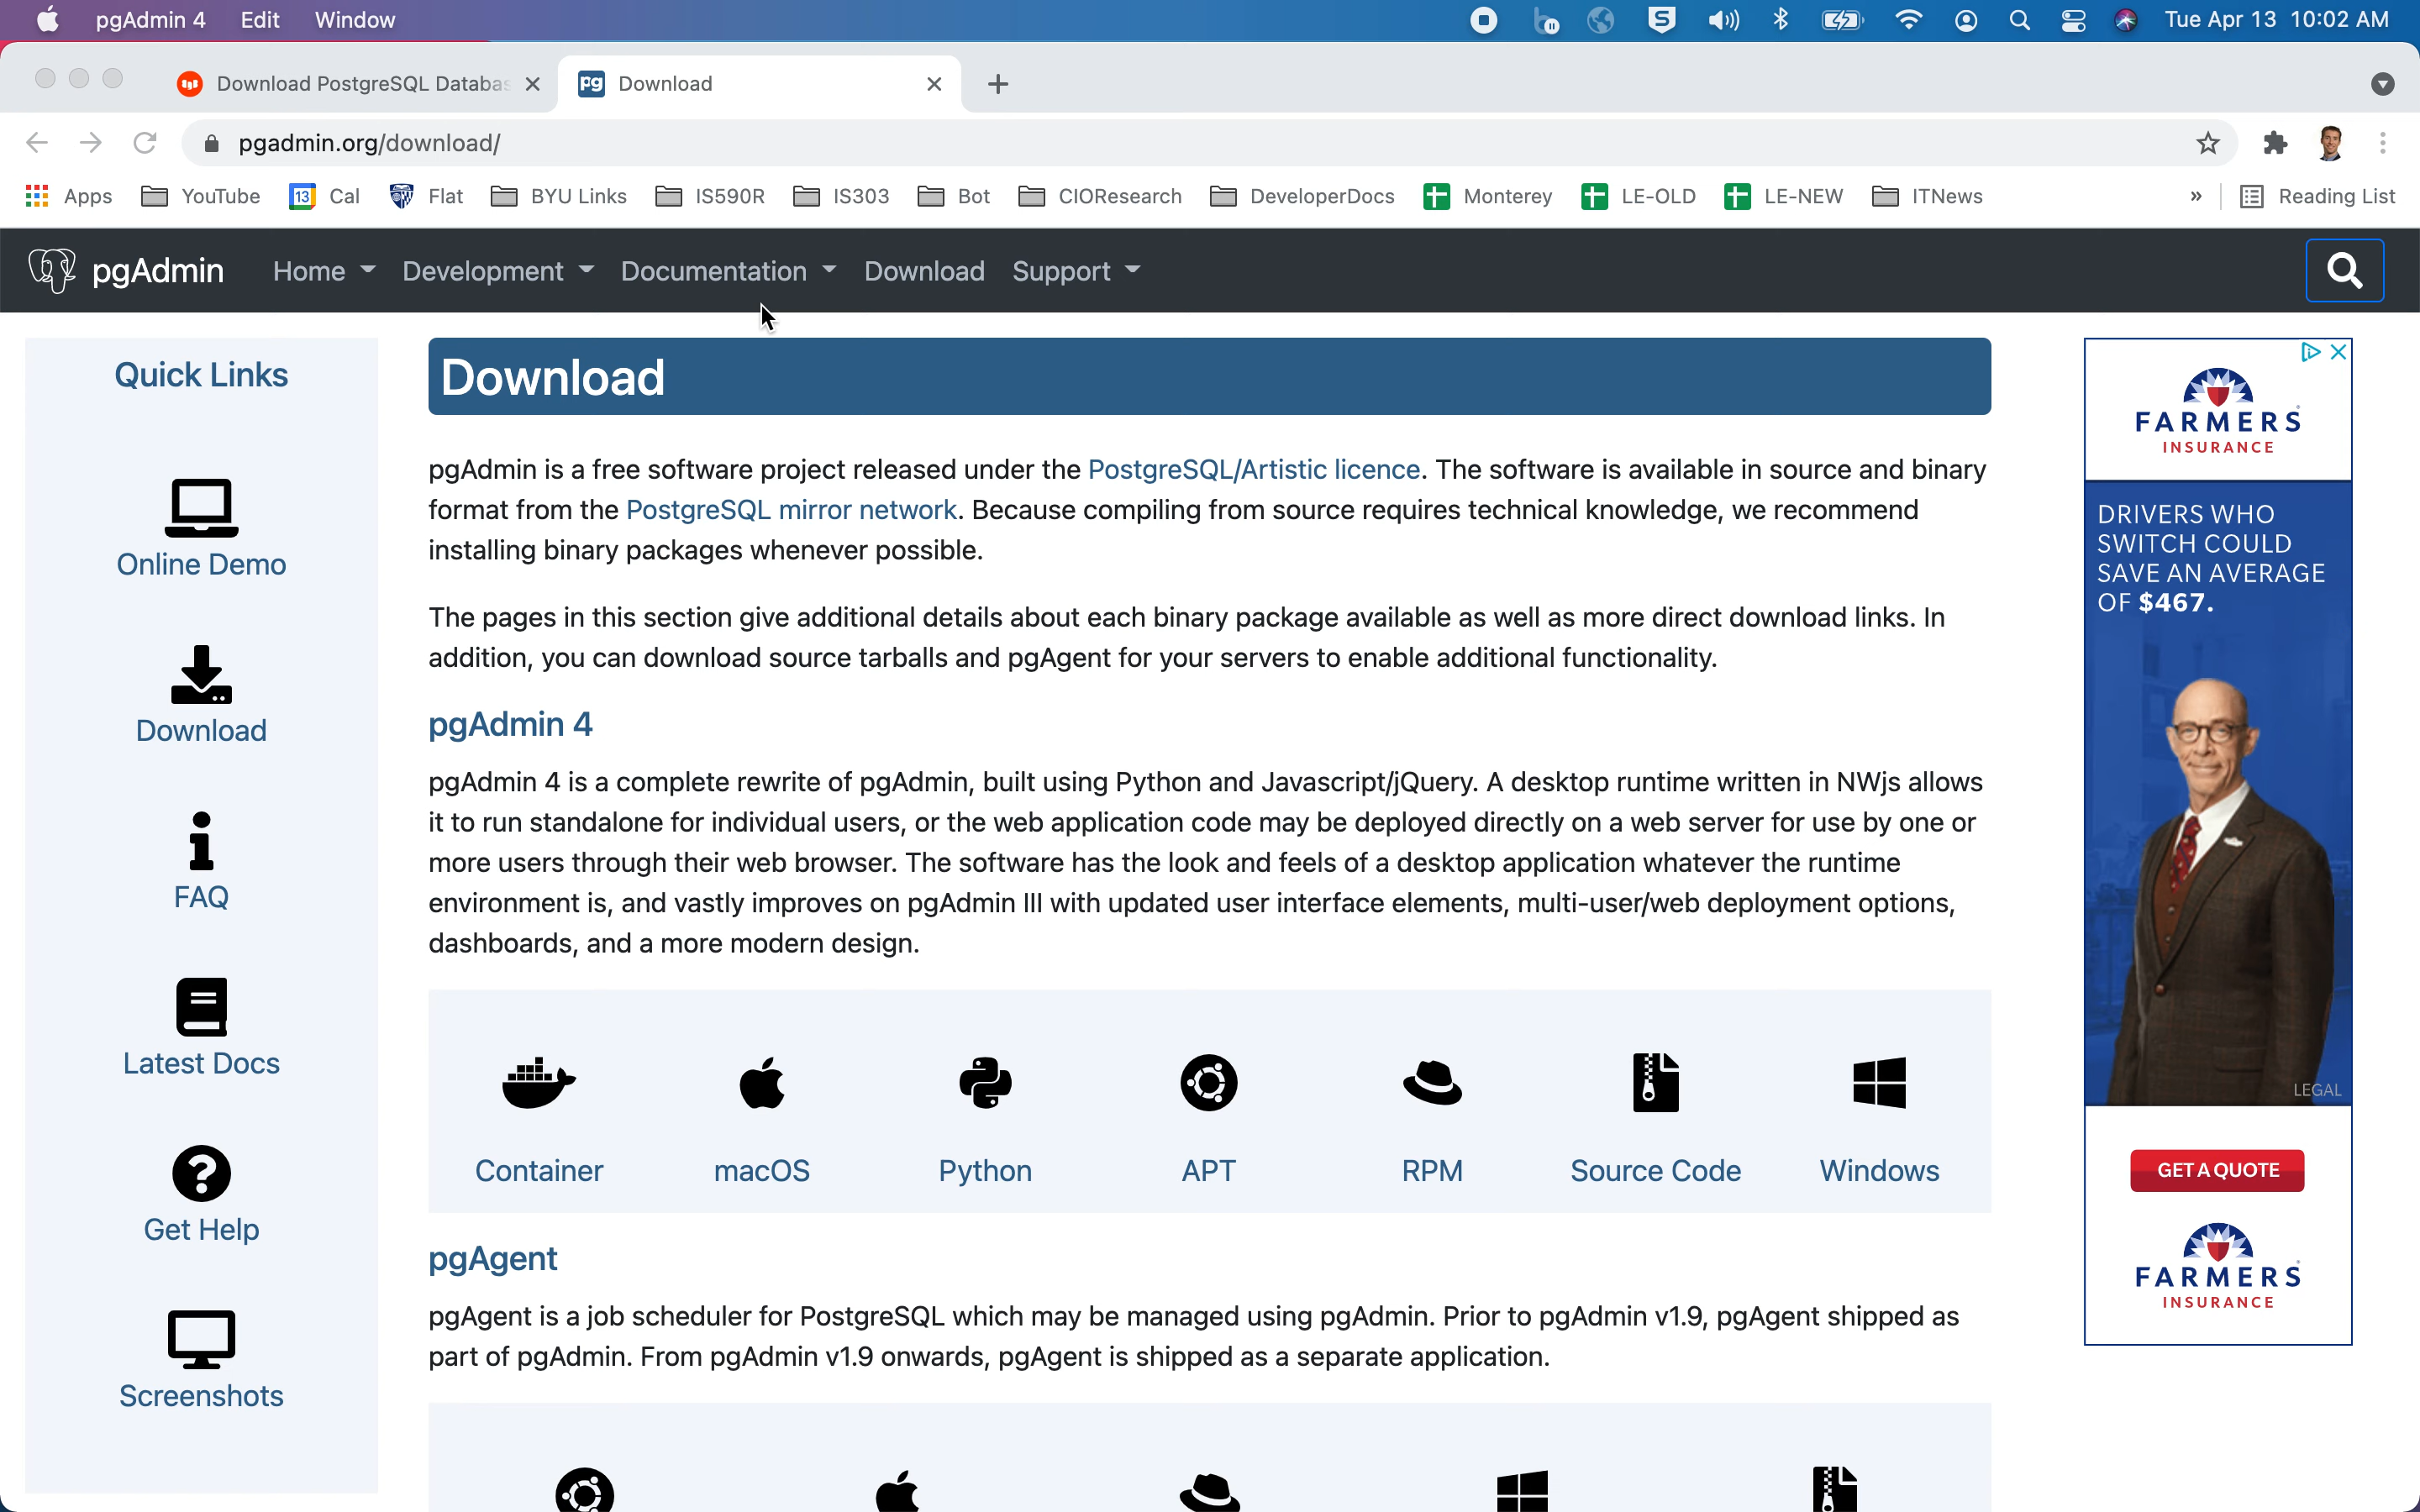 pgAdmin 4 Edit Window Tue Apr 13 10:02 AM
Download PostgreSQL Databas Download
pgadmin.org/download/
Apps YouTube 13 Cal Flat BYU Links IS590R IS303 Bot CIOResearch DeveloperDocs Monterey LE-OLD LE-NEW ITNews » Reading List
pgAdmin Home Development Documentation Download Support
Quick Links
Online Demo
Download
FAQ
Latest Docs
Get Help
Screenshots
Download
pgAdmin is a free software project released under the PostgreSQL/Artistic licence. The software is available in source and binary
format from the PostgreSQL mirror network. Because compiling from source requires technical knowledge, we recommend
installing binary packages whenever possible.
The pages in this section give additional details about each binary package available as well as more direct download links. In
addition, you can download source tarballs and pgAgent for your servers to enable additional functionality.
pgAdmin 4
pgAdmin 4 is a complete rewrite of pgAdmin, built using Python and Javascript/jQuery. A desktop runtime written in NWjs allows
it to run standalone for individual users, or the web application code may be deployed directly on a web server for use by one or
more users through their web browser. The software has the look and feels of a desktop application whatever the runtime
environment is, and vastly improves on pgAdmin III with updated user interface elements, multi-user/web deployment options,
dashboards, and a more modern design.
Container macOS Python APT RPM Source Code Windows
pgAgent
pgAgent is a job scheduler for PostgreSQL which may be managed using pgAdmin. Prior to pgAdmin v1.9, pgAgent shipped as
part of pgAdmin. From pgAdmin v1.9 onwards, pgAgent is shipped as a separate application.
FARMERS
INSURANCE
DRIVERS WHO
SWITCH COULD
SAVE AN AVERAGE
OF $467.
LEGAL
GET A QUOTE
FARMERS
INSURANCE